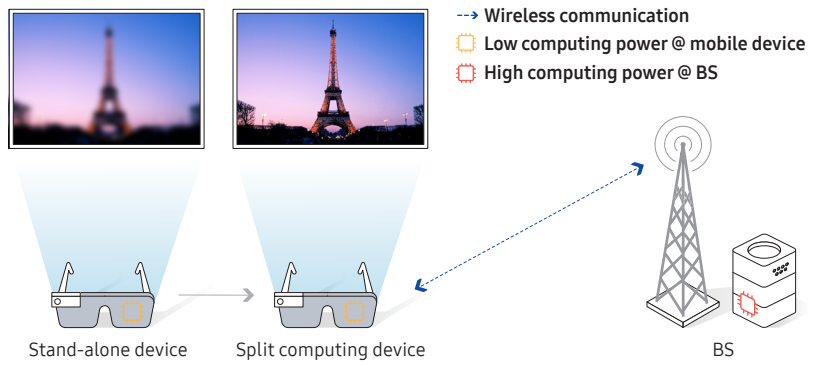 Wireless communication
Low computing power @ mobile device
High computing power @ BS
Stand-alone device
Split computing device
BS